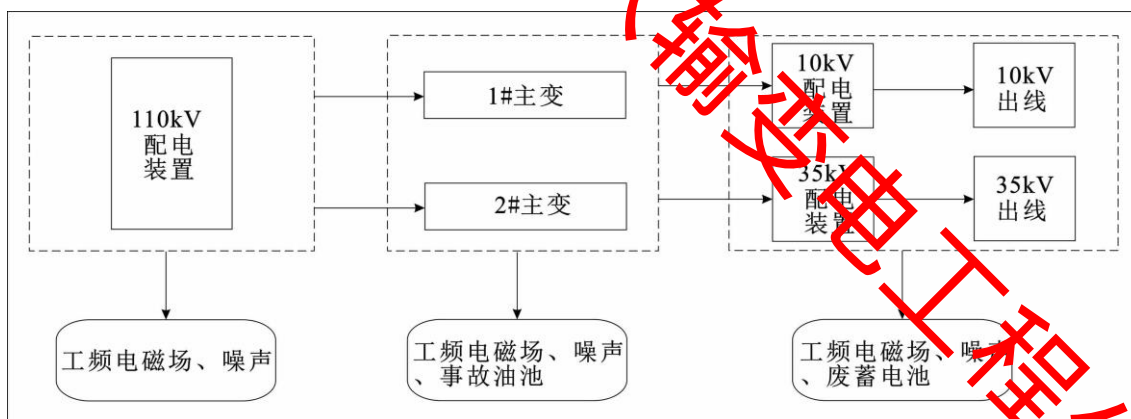 110kV
配电
装置
1#主变
2#主变
10kV
配电
装置
10kV
出线
35kV
配电
装置
35kV
出线
工频电磁场、噪声
工频电磁场、噪声
、事故油池
工频电磁场、噪声
、废蓄电池
输变电工程